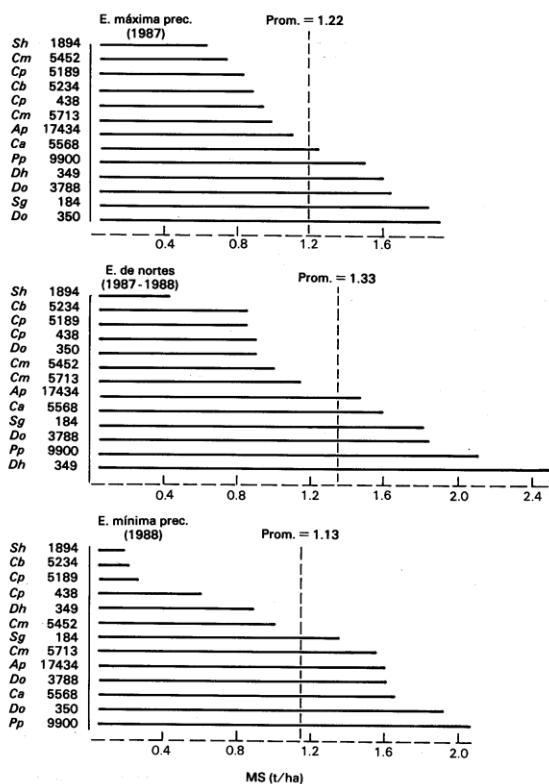 E. máxima prec. Prom. = 1.22
(1987)
Sh 1894
Cm 5452
Cp 5189
Cb 5234
Cp 438
Cm 5713
Ap 17434
Ca 5568
Pp 9900
Dh 349
Do 3788
Sg 184
Do 350
0.4 0.8 1.2 1.6
E. de nortes Prom. = 1.33
(1987-1988)
Sh 1894
Cb 5234
Cp 5189
Cp 438
Do 350
Cm 5452
Cm 5713
Ap 17434
Ca 5568
Sg 184
Do 3788
Pp 9900
Dh 349
0.4 0.8 1.2 1.6 2.0 2.4
E. mínima prec. Prom. = 1.13
(1988)
Sh 1894
Cb 5234
Cp 5189
Cp 438
Dh 349
Cm 5452
Sg 184
Cm 5713
Ap 17434
Do 3788
Ca 5568
Do 350
Pp 9900
0.4 0.8 1.2 1.6 2.0
MS (t/ha)